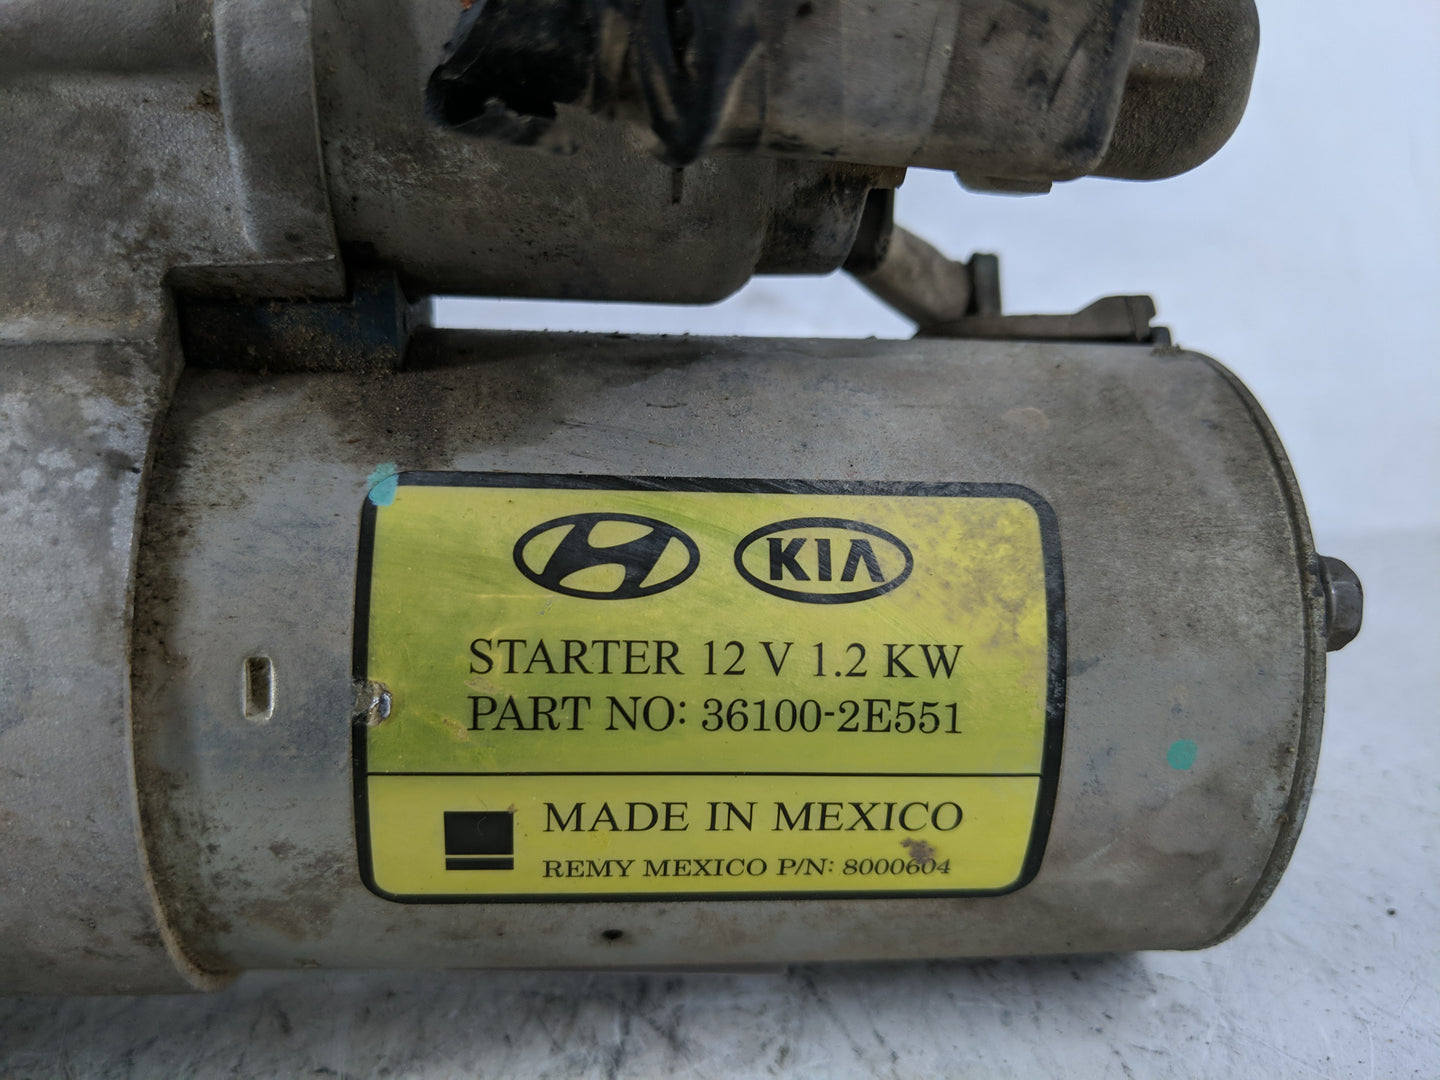 KIA
STARTER 12 V 1.2 KW
PART NO: 36100-2E551
MADE IN MEXICO
REMY MEXICO P/N: 8000604